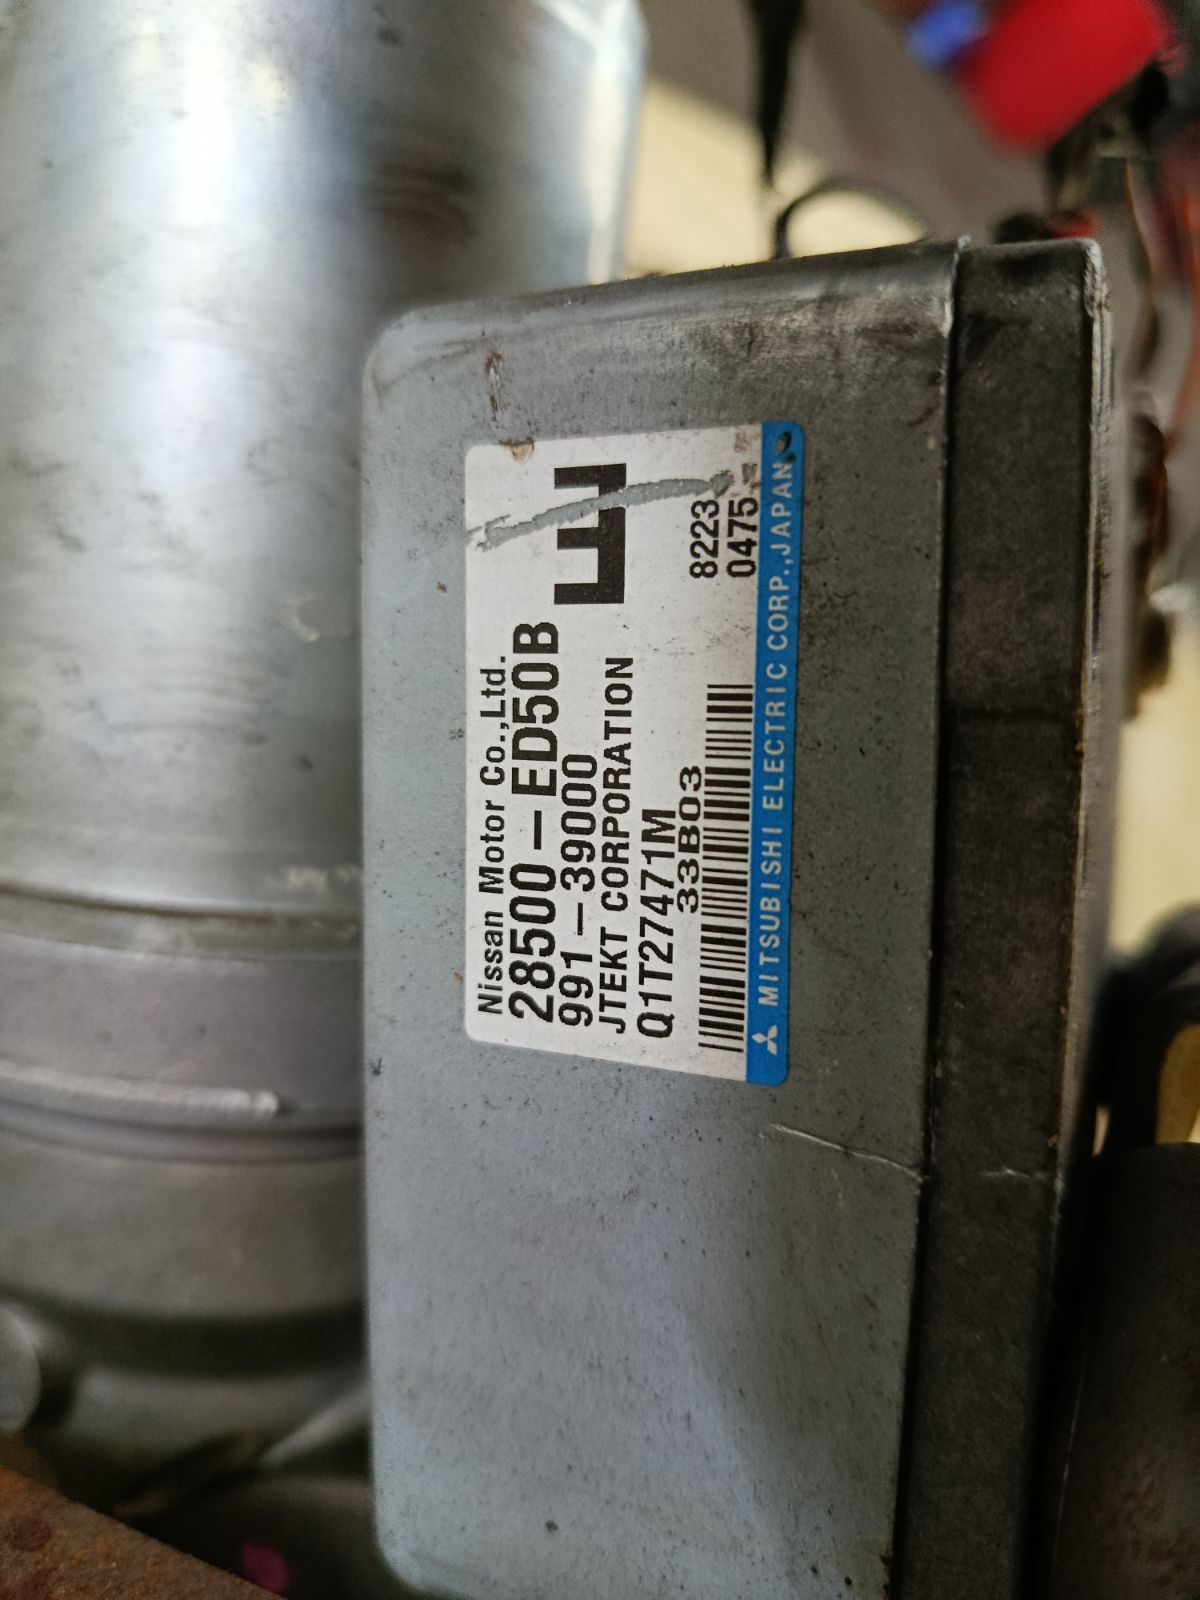 Nissan Motor Co.,Ltd.
28500-ED50B
991-39000
JTEKT CORPORATION
Q1T27471M
33B03
E
8223
0475
MITSUBISHI ELECTRIC CORP.,JAPAN